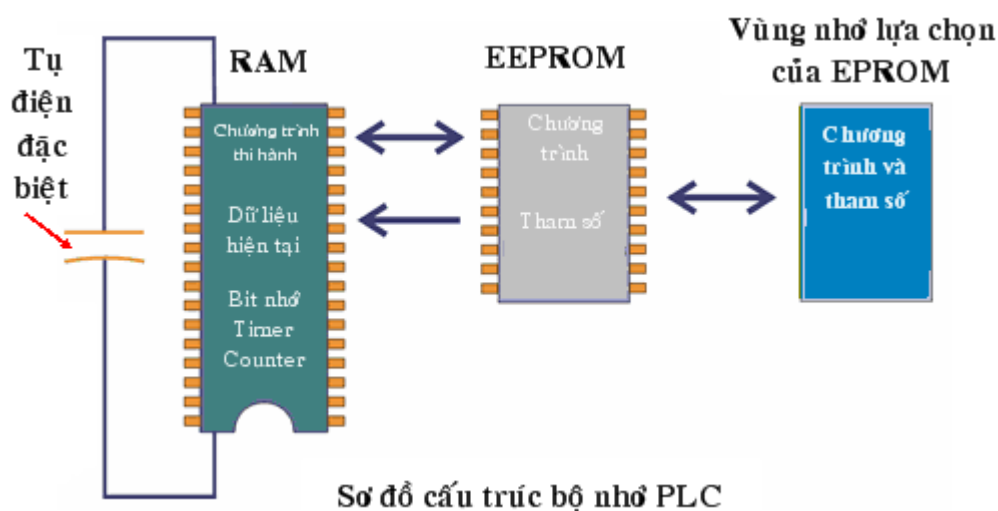 Tụ
điện
đặc
biệt
RAM
Chương trình
thi hành
Dữ liệu
hiện tại
Bit nhớ
Timer
Counter
EEPROM
Chương
trình
Tham số
Vùng nhớ lựa chọn
của EPROM
Chương
trình và
tham số
Sơ đồ cấu trúc bộ nhớ PLC